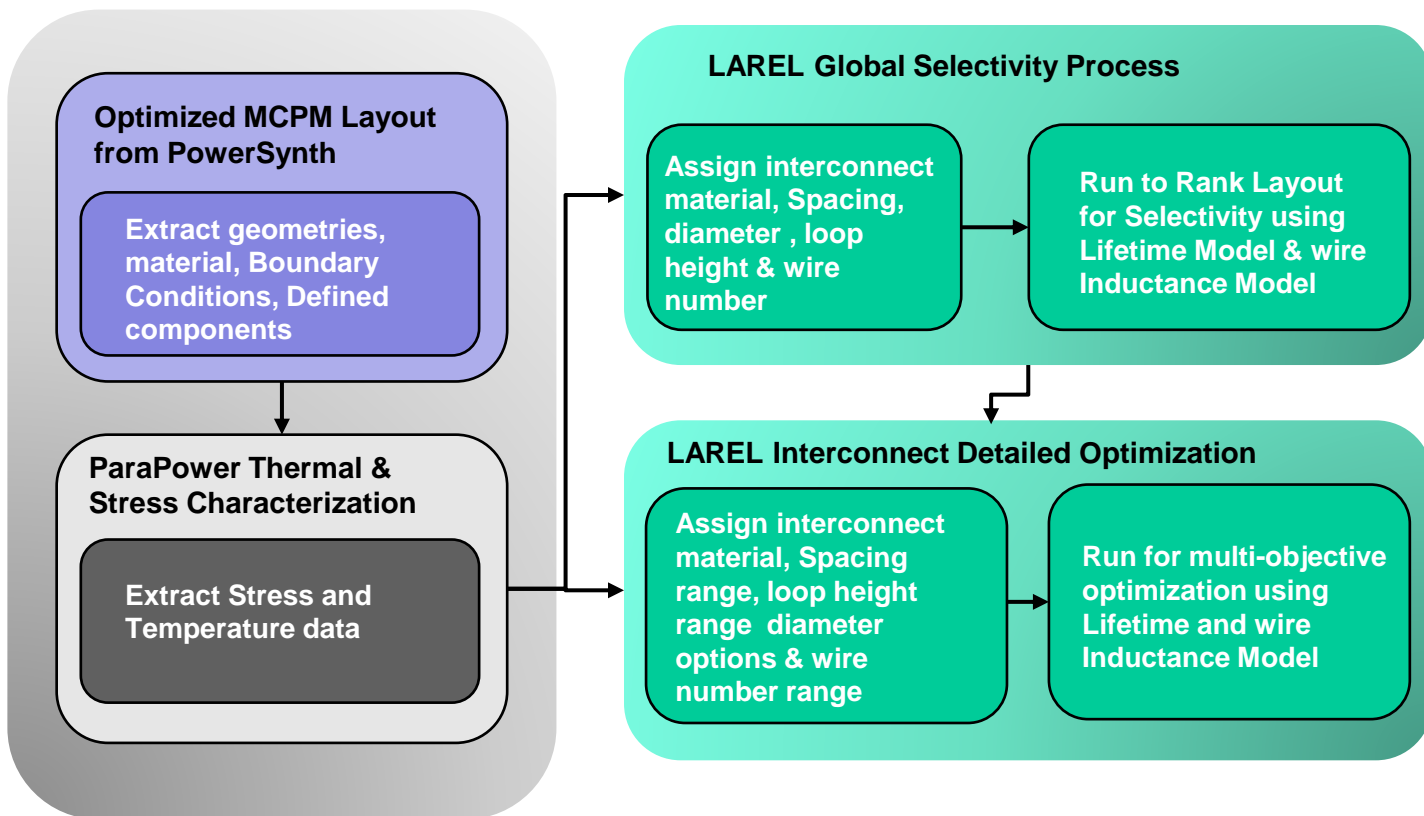 Optimized MCPM Layout
from PowerSynth
Extract geometries,
material, Boundary
Conditions, Defined
components
ParaPower Thermal &
Stress Characterization
Extract Stress and
Temperature data
LAREL Global Selectivity Process
Assign interconnect
material, Spacing,
diameter , loop
height & wire
number
Run to Rank Layout
for Selectivity using
Lifetime Model & wire
Inductance Model
LAREL Interconnect Detailed Optimization
Assign interconnect
material, Spacing
range, loop height
range diameter
options & wire
number range
Run for multi-objective
optimization using
Lifetime and wire
Inductance Model